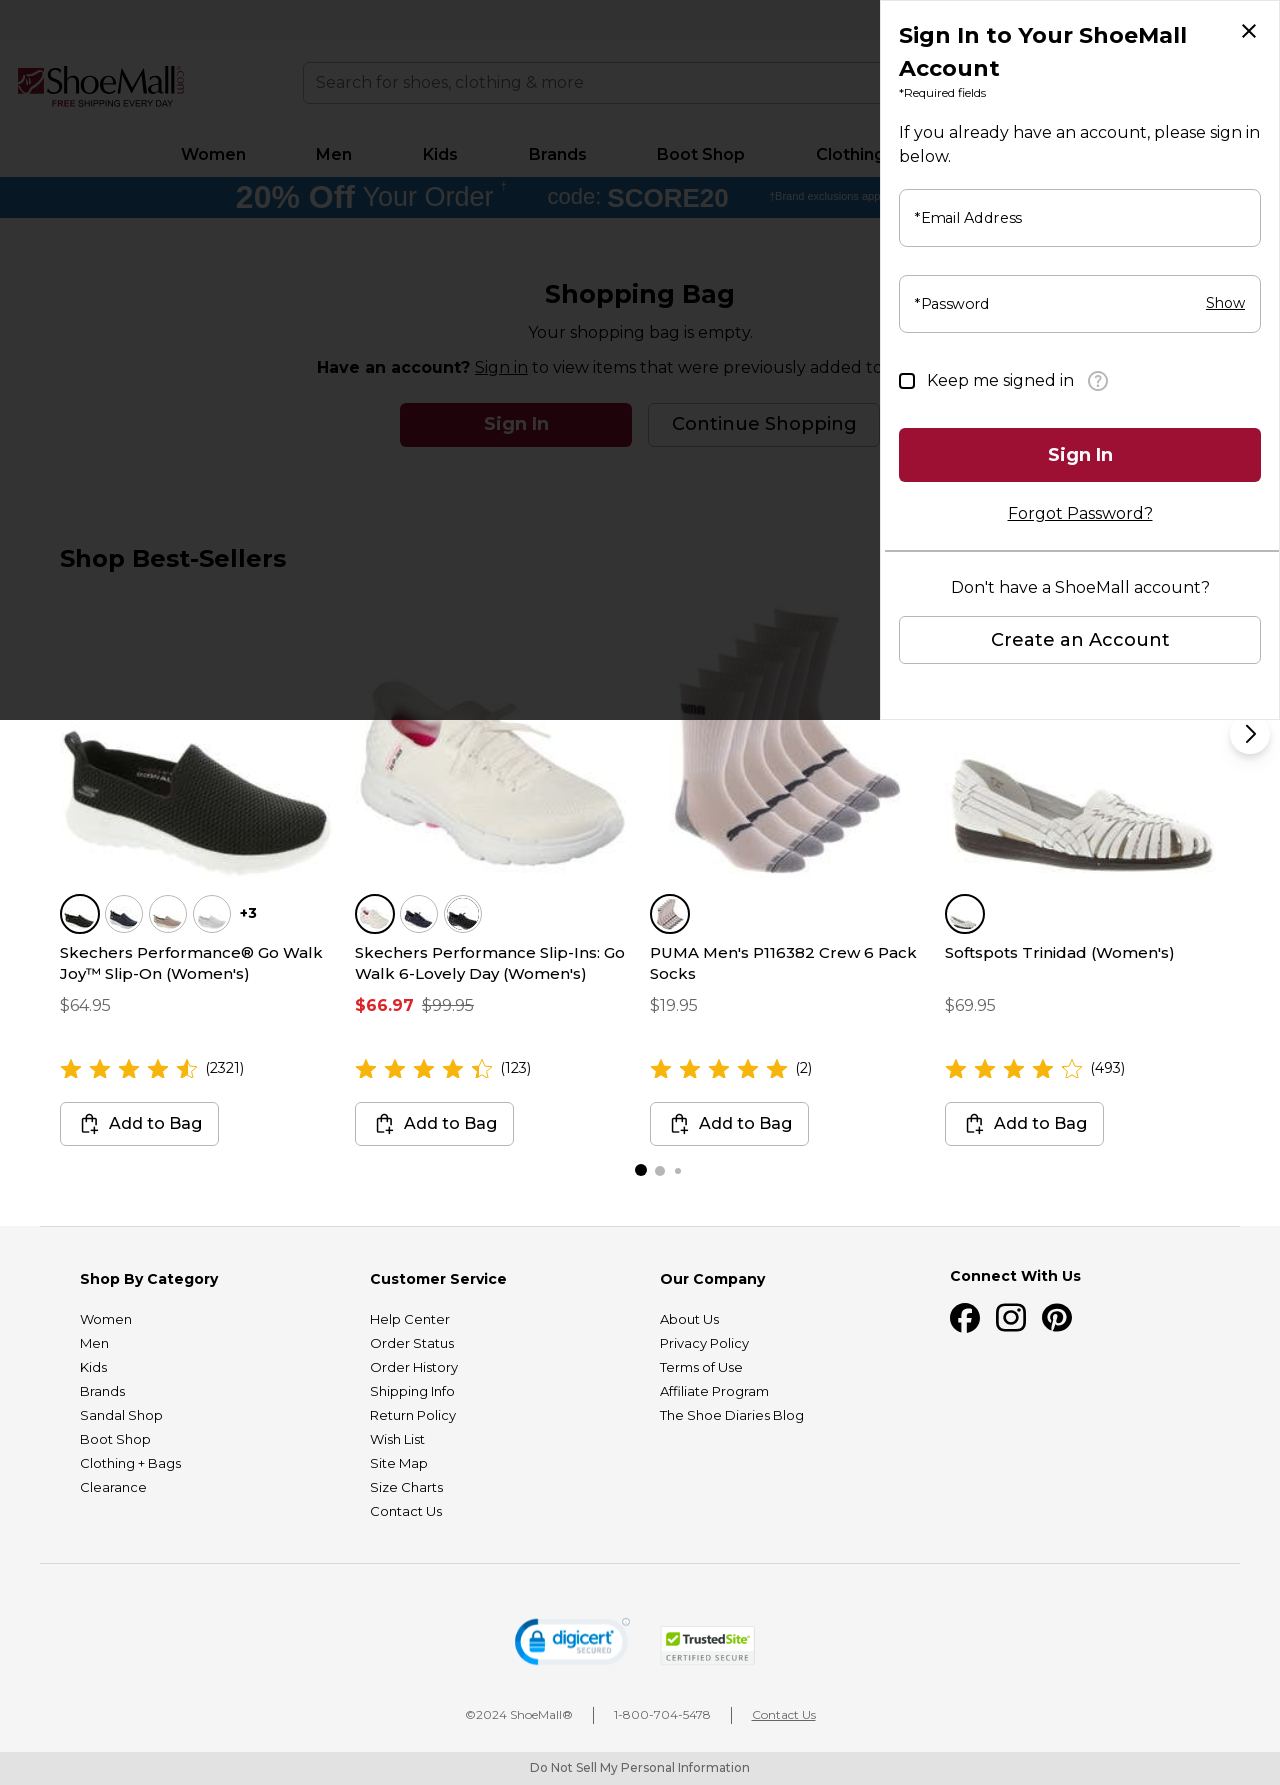 Sign In to Your ShoeMall
Account
*Required fields
If you already have an account, please sign in
below.
*Email Address
*Password
Show
Keep me signed in
?
Sign In
Forgot Password?
Don't have a ShoeMall account?
Create an Account
ShoeMall.COM
FREE SHIPPING EVERY DAY
Search for shoes, clothing & more
Women
Men
Kids
Brands
Boot Shop
Clothing
20% Off Your Order †
code: SCORE20
†Brand exclusions app
Shopping Bag
Your shopping bag is empty.
Have an account? Sign in to view items that were previously added to
Sign In
Continue Shopping
Shop Best-Sellers
+3
Skechers Performance® Go Walk
Joy™ Slip-On (Women's)
$64.95
(2321)
Add to Bag
Skechers Performance Slip-Ins: Go
Walk 6-Lovely Day (Women's)
$66.97 $99.95
(123)
Add to Bag
PUMA Men's P116382 Crew 6 Pack
Socks
$19.95
(2)
Add to Bag
Softspots Trinidad (Women's)
$69.95
(493)
Add to Bag
Shop By Category
Women
Men
Kids
Brands
Sandal Shop
Boot Shop
Clothing + Bags
Clearance
Customer Service
Help Center
Order Status
Order History
Shipping Info
Return Policy
Wish List
Site Map
Size Charts
Contact Us
Our Company
About Us
Privacy Policy
Terms of Use
Affiliate Program
The Shoe Diaries Blog
Connect With Us
digicert
SECURED
TrustedSite
CERTIFIED SECURE
©2024 ShoeMall®
1-800-704-5478
Contact Us
Do Not Sell My Personal Information